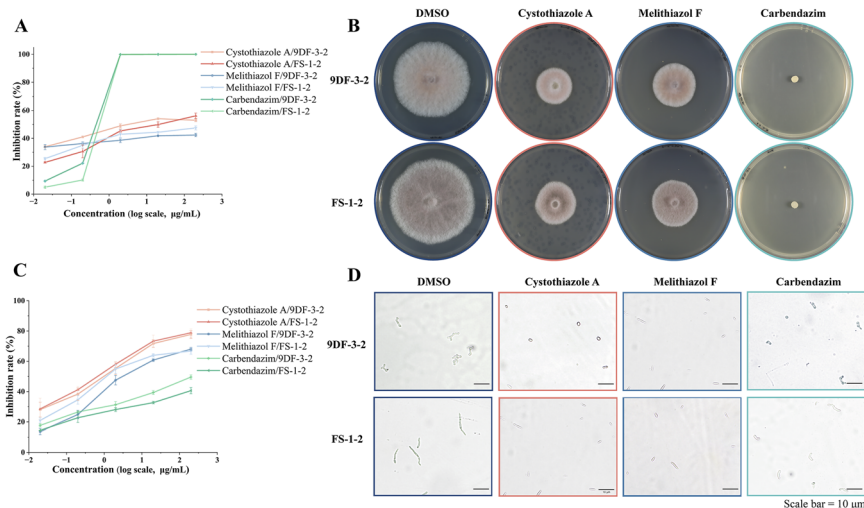 A
Inhibition rate (%)
100
80
60
40
20
0
−2
−1
0
1
2
3
Concentration (log scale, μg/mL)
Cystothiazole A/9DF-3-2
Cystothiazole A/FS-1-2
Melithiazol F/9DF-3-2
Melithiazol F/FS-1-2
Carbendazim/9DF-3-2
Carbendazim/FS-1-2
B
DMSO
Cystothiazole A
Melithiazol F
Carbendazim
9DF-3-2
FS-1-2
C
Inhibition rate (%)
100
80
60
40
20
0
−2
−1
0
1
2
3
Concentration (log scale, μg/mL)
Cystothiazole A/9DF-3-2
Cystothiazole A/FS-1-2
Melithiazol F/9DF-3-2
Melithiazol F/FS-1-2
Carbendazim/9DF-3-2
Carbendazim/FS-1-2
D
DMSO
Cystothiazole A
Melithiazol F
Carbendazim
9DF-3-2
FS-1-2
Scale bar = 10 μm